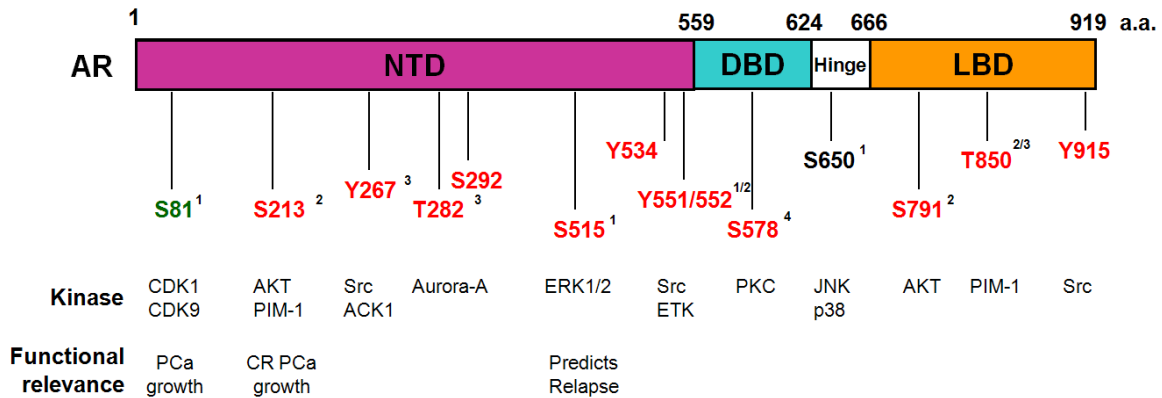 1 559 624 666 919 a.a.
AR NTD DBD Hinge LBD
Y534 S650 1 T850 2/3 Y915
Y267 3 S292 Y551/552 1/2
S81 1 S213 2 T282 3 S515 1 S578 4 S791 2
Kinase CDK1 AKT Src Aurora-A ERK1/2 Src PKC JNK AKT PIM-1 Src
CDK9 PIM-1 ACK1 ETK p38
Functional PCa CR PCa Predicts
relevance growth growth Relapse